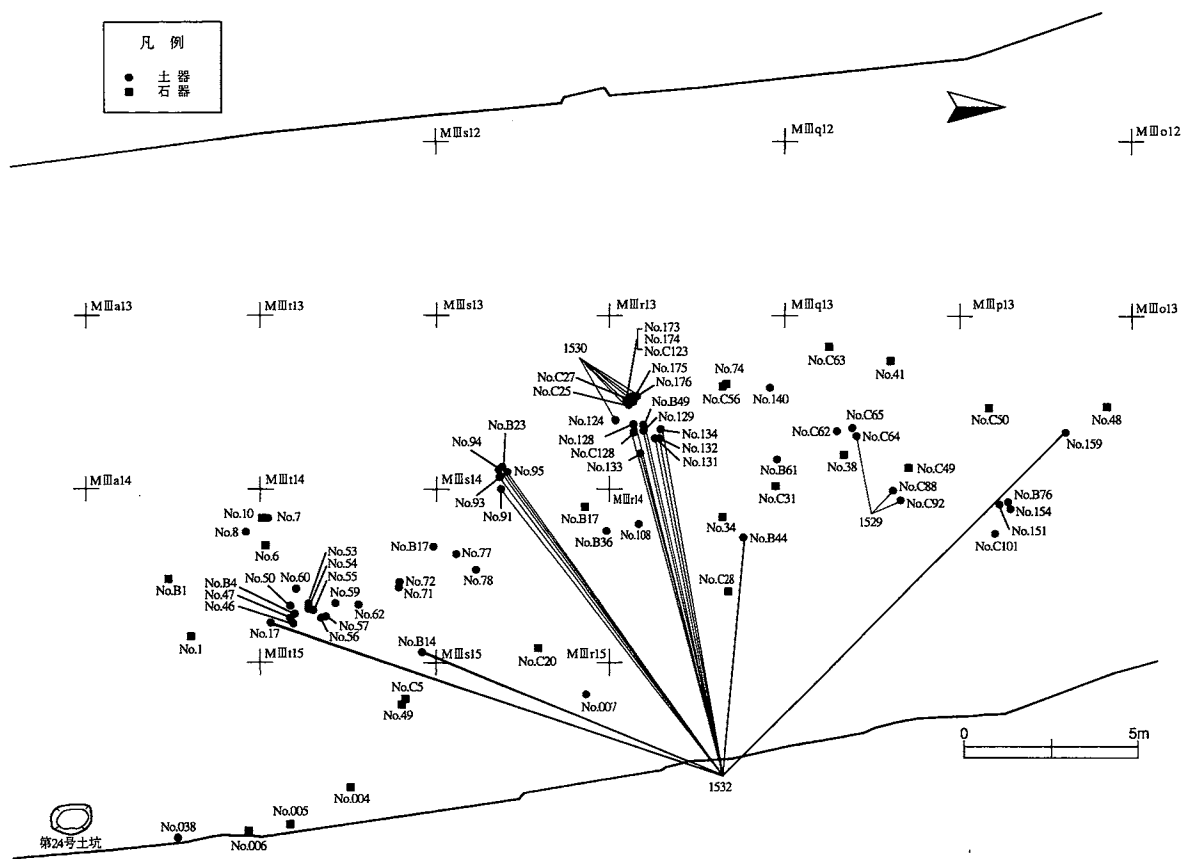 凡 例
● 土 器
■ 石 器
MⅢs12
MⅢq12
MⅢo12
MⅢa13
MⅢt13
MⅢs13
MⅢr13
MⅢq13
MⅢp13
MⅢo13
No.173
No.174
No.C123
1530
No.C27
No.C25
No.175
No.176
No.74
No.C56
No.C63
No.41
No.140
No.B23
No.94
No.95
No.93
No.91
No.124
No.128
No.C128
No.133
No.B49
No.129
No.134
No.132
No.131
No.C62
No.C65
No.C64
No.C50
No.48
No.159
No.B61
No.38
No.C49
No.C31
No.C88
No.C92
1529
No.B76
No.154
No.151
No.C101
MⅢa14
MⅢt14
MⅢs14
MⅢr14
No.10
No.7
No.8
No.6
No.B17
No.B36
No.108
No.34
No.B44
No.C28
No.53
No.54
No.55
No.50
No.60
No.59
No.B4
No.47
No.46
No.17
No.62
No.57
No.56
No.B17
No.77
No.78
No.72
No.71
No.B1
No.1
No.B14
MⅢt15
MⅢs15
No.C20
MⅢr15
No.C5
No.49
No.007
0 5m
1532
No.004
No.005
No.006
No.038
第24号土坑